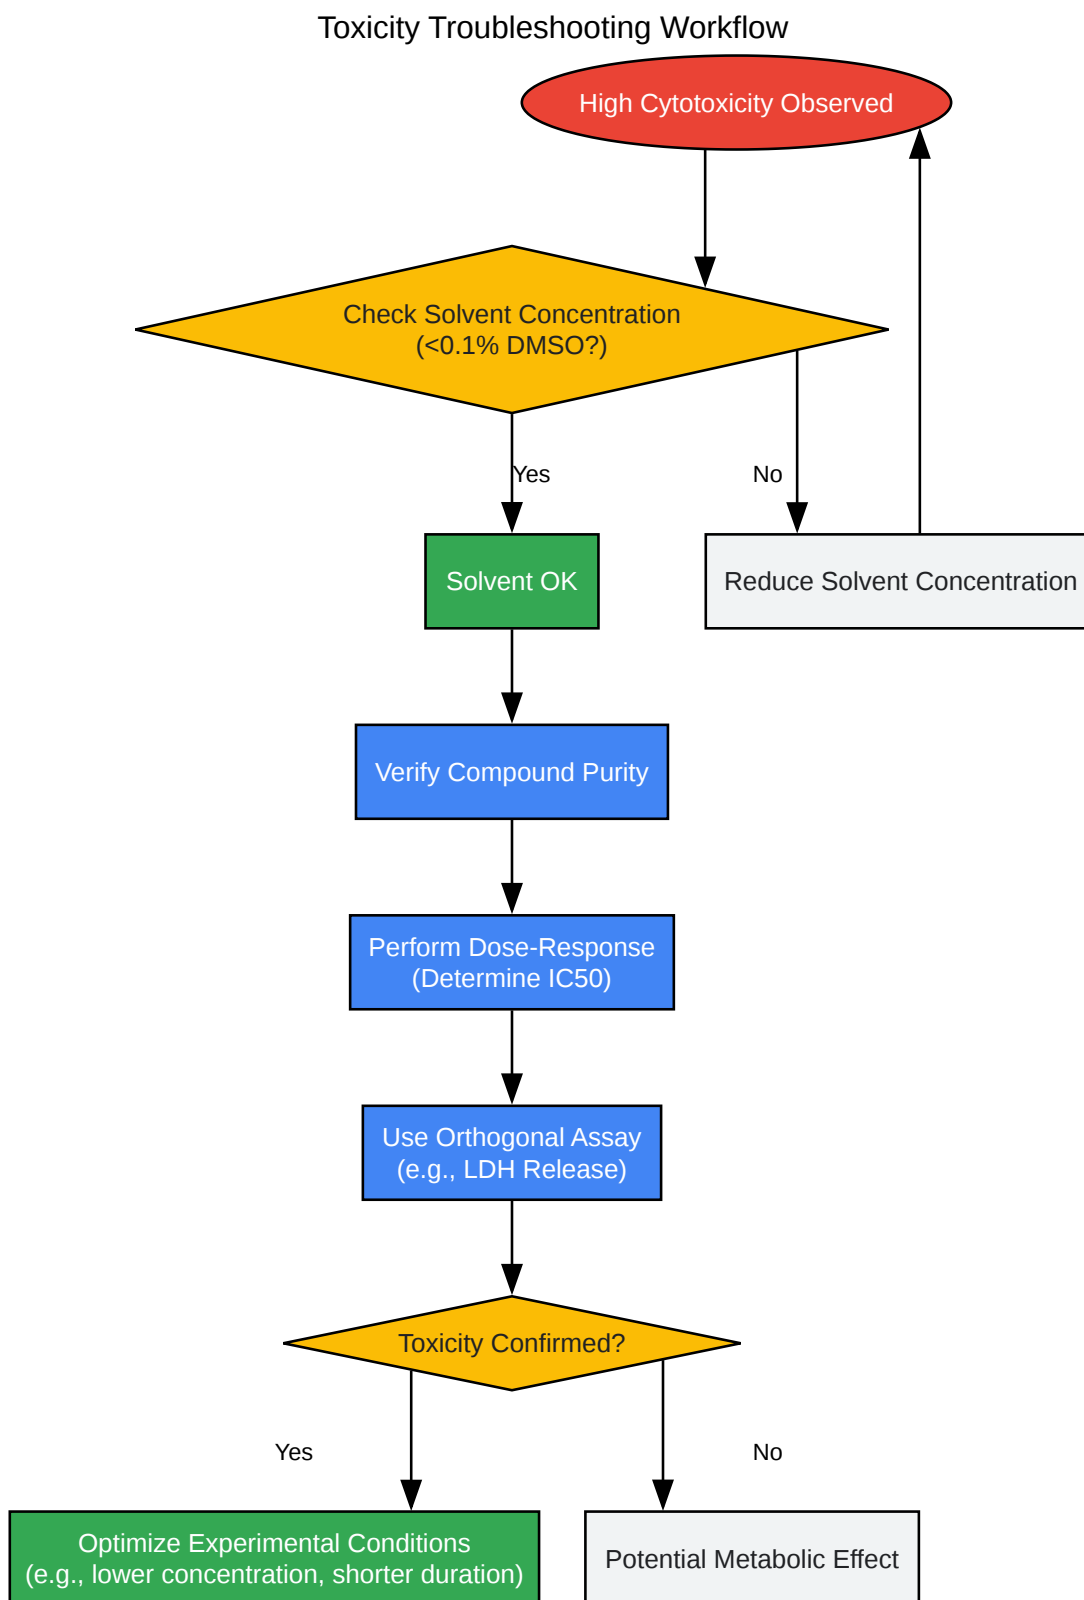 Toxicity Troubleshooting Workflow
High Cytotoxicity Observed
Check Solvent Concentration
(<0.1% DMSO?)
Yes
No
Solvent OK
Reduce Solvent Concentration
Verify Compound Purity
Perform Dose-Response
(Determine IC50)
Use Orthogonal Assay
(e.g., LDH Release)
Toxicity Confirmed?
Yes
No
Optimize Experimental Conditions
(e.g., lower concentration, shorter duration)
Potential Metabolic Effect